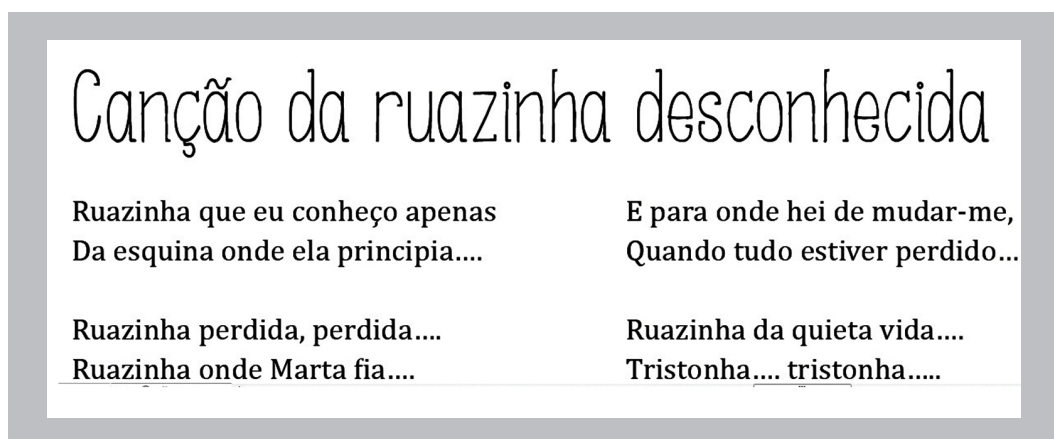 Canção da ruazinha desconhecida
Ruazinha que eu conheço apenas
Da esquina onde ela principia....
Ruazinha perdida, perdida....
Ruazinha onde Marta fia....
E para onde hei de mudar-me,
Quando tudo estiver perdido...
Ruazinha da quieta vida....
Tristonha.... tristonha.....